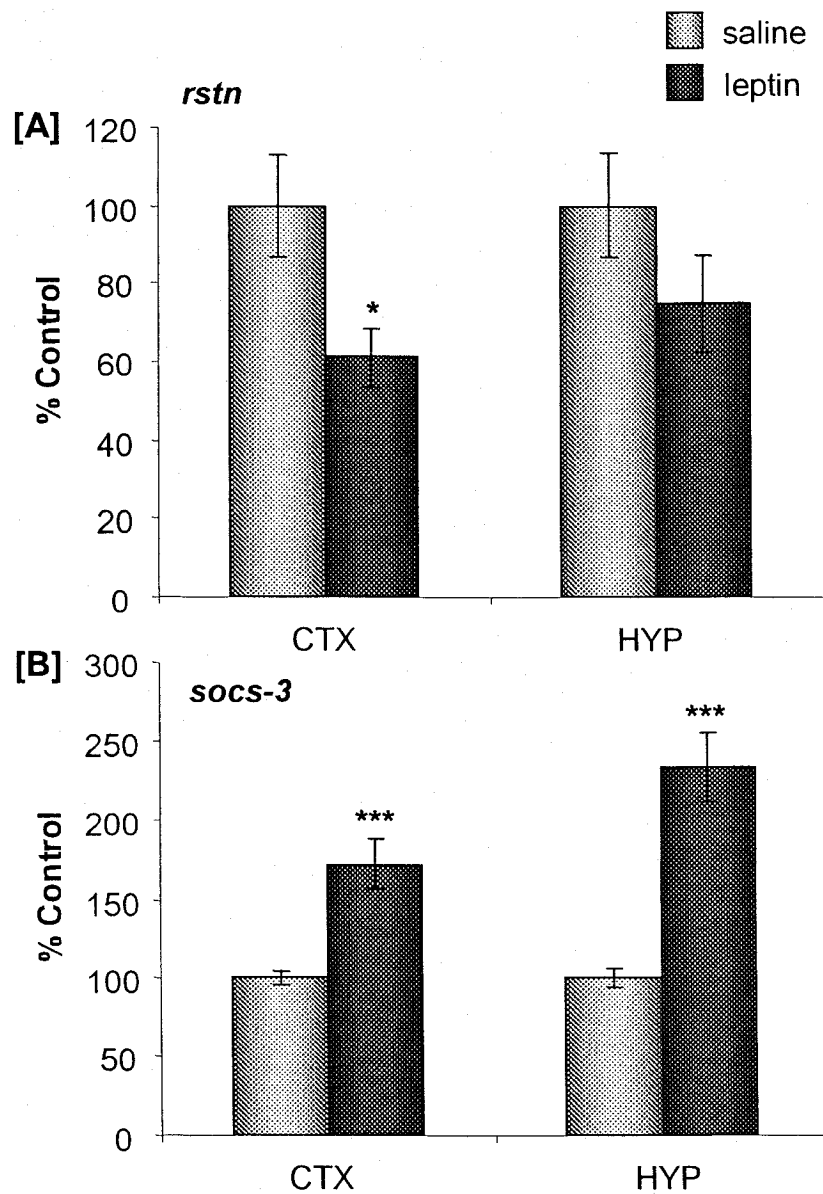 saline
leptin
rstn
[A]
120
100
80
60
40
20
0
% Control
*
CTX
HYP
[B]
socs-3
300
250
200
150
100
50
0
% Control
***
***
CTX
HYP